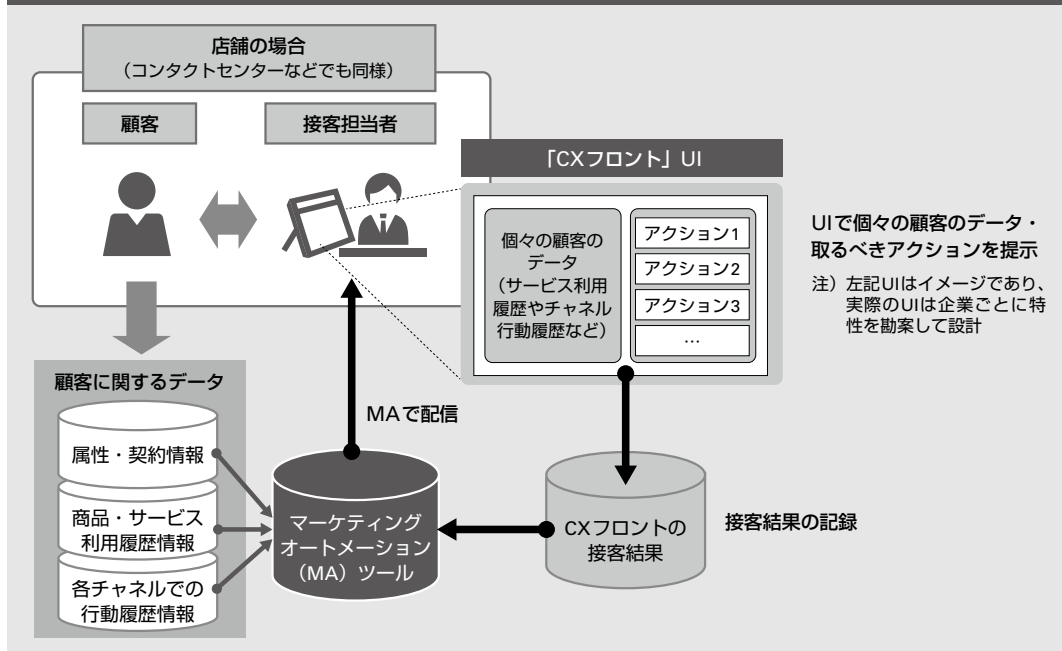 店舗の場合
（コンタクトセンターなどでも同様）
顧客
接客担当者
「CXフロント」UI
個々の顧客の
データ
（サービス利用
履歴やチャネル
行動履歴など）
アクション1
アクション2
アクション3
…
UIで個々の顧客のデータ・
取るべきアクションを提示
注）左記UIはイメージであり、
実際のUIは企業ごとに特
性を勘案して設計
顧客に関するデータ
属性・契約情報
商品・サービス
利用履歴情報
各チャネルでの
行動履歴情報
MAで配信
マーケティング
オートメーション
（MA）ツール
CXフロントの
接客結果
接客結果の記録